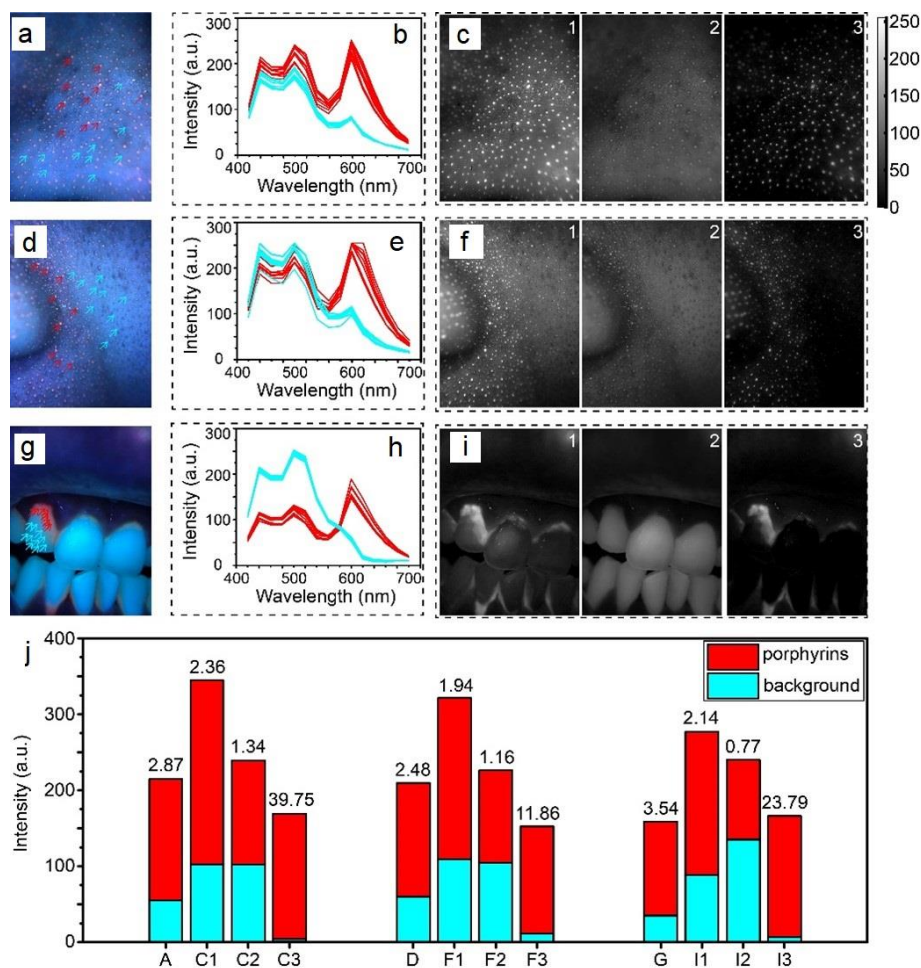 a
b
300
200
100
0
400
500
600
700
Intensity (a.u.)
Wavelength (nm)
c
1
2
3
250
200
150
100
50
0
d
e
300
200
100
0
400
500
600
700
Intensity (a.u.)
Wavelength (nm)
f
1
2
3
g
h
300
200
100
0
400
500
600
700
Intensity (a.u.)
Wavelength (nm)
i
1
2
3
j
400
300
200
100
0
Intensity (a.u.)
porphyrins
background
2.87
2.36
1.34
39.75
2.48
1.94
1.16
11.86
3.54
2.14
0.77
23.79
A
C1
C2
C3
D
F1
F2
F3
G
I1
I2
I3